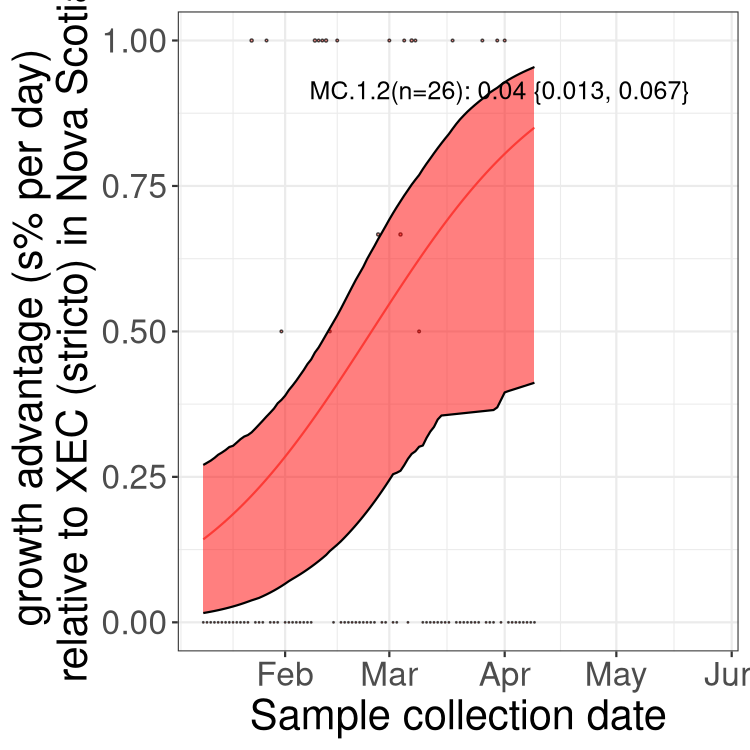 growth advantage (s% per day)
relative to XEC (stricto) in Nova Scotia
1.00
0.75
0.50
0.25
0.00
MC.1.2(n=26): 0.04 {0.013, 0.067}
Feb Mar Apr May Jun
Sample collection date